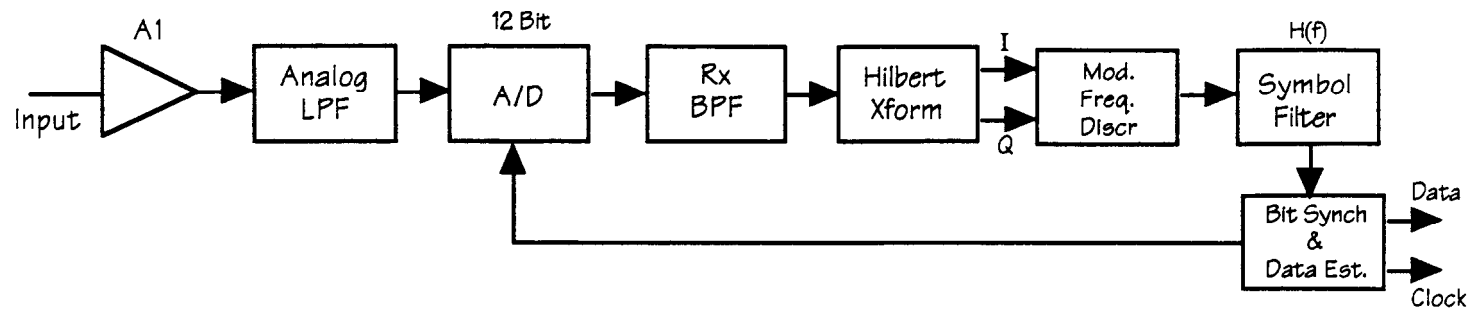 A1
Input
Analog
LPF
12 Bit
A/D
Rx
BPF
Hilbert
Xform
I
Q
Mod.
Freq.
Discr
H(f)
Symbol
Filter
Bit Synch
&
Data Est.
Data
Clock